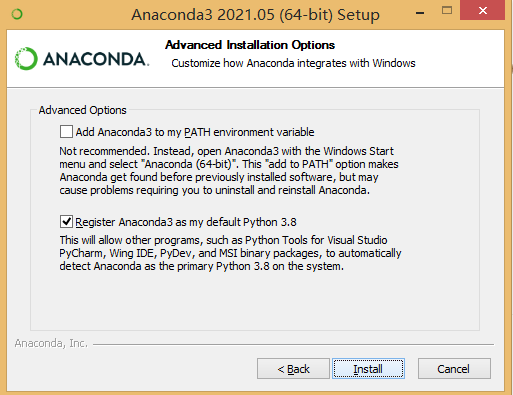 Anaconda3 2021.05 (64-bit) Setup
ANACONDA.
Advanced Installation Options
Customize how Anaconda integrates with Windows
Advanced Options
Add Anaconda3 to my PATH environment variable
Not recommended. Instead, open Anaconda3 with the Windows Start
menu and select "Anaconda (64-bit)". This "add to PATH" option makes
Anaconda get found before previously installed software, but may
cause problems requiring you to uninstall and reinstall Anaconda.
Register Anaconda3 as my default Python 3.8
This will allow other programs, such as Python Tools for Visual Studio
PyCharm, Wing IDE, PyDev, and MSI binary packages, to automatically
detect Anaconda as the primary Python 3.8 on the system.
Anaconda, Inc.
< Back
Install
Cancel